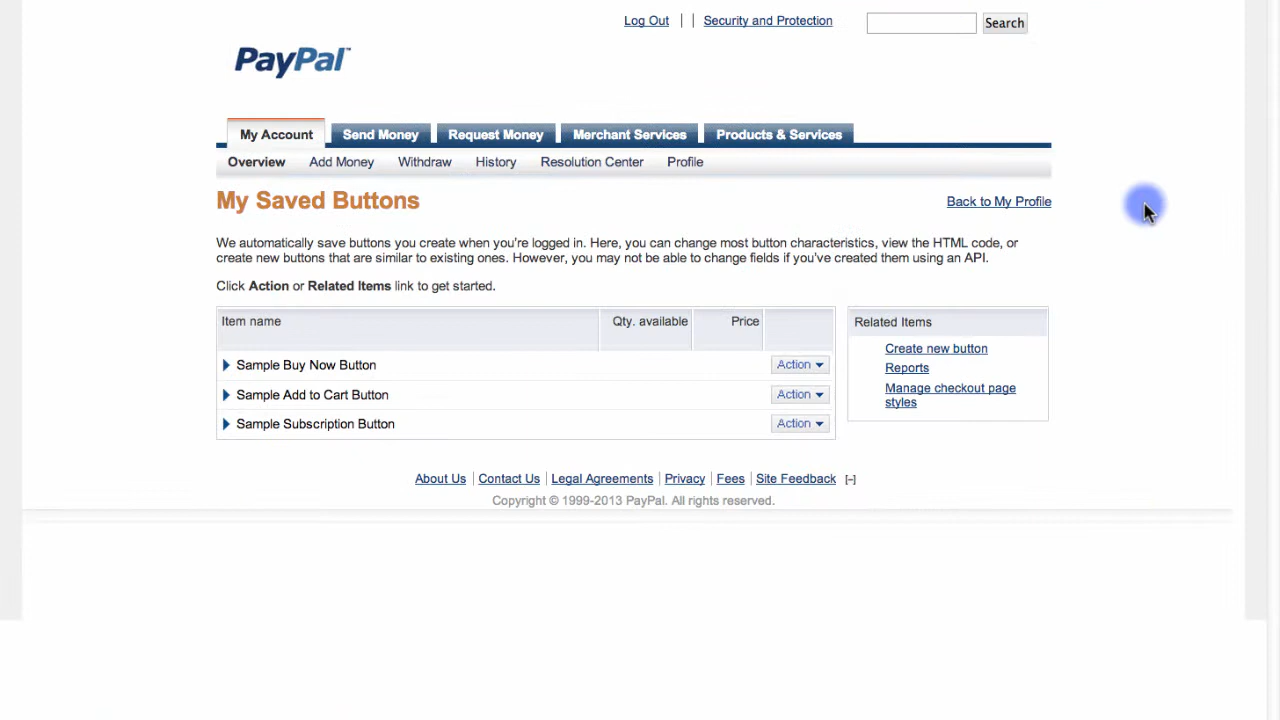 Log Out | | Security and Protection Search
PayPal™
My Account Send Money Request Money Merchant Services Products & Services
Overview Add Money Withdraw History Resolution Center Profile
My Saved Buttons Back to My Profile
We automatically save buttons you create when you're logged in. Here, you can change most button characteristics, view the HTML code, or
create new buttons that are similar to existing ones. However, you may not be able to change fields if you've created them using an API.
Click Action or Related Items link to get started.
Item name Qty. available Price
Sample Buy Now Button Action
Sample Add to Cart Button Action
Sample Subscription Button Action
Related Items
Create new button
Reports
Manage checkout page
styles
About Us | Contact Us | Legal Agreements | Privacy | Fees | Site Feedback [-]
Copyright © 1999-2013 PayPal. All rights reserved.